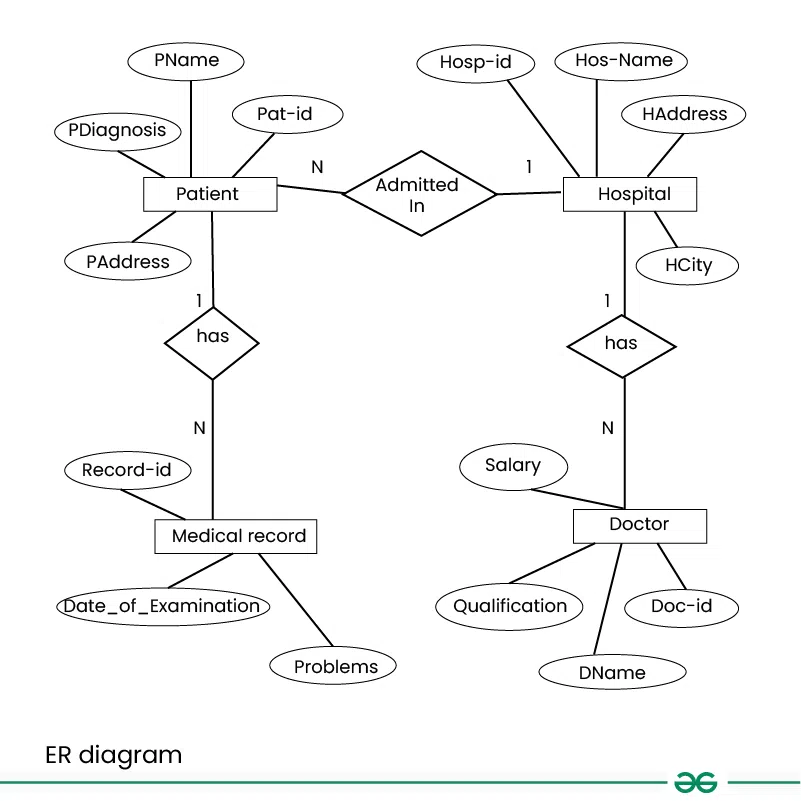 PName
Hosp-id
Hos-Name
PDiagnosis
Pat-id
HAddress
N
1
Patient
Admitted
In
Hospital
PAddress
HCity
1
1
has
has
N
N
Record-id
Salary
Medical record
Doctor
Date_of_Examination
Qualification
Doc-id
Problems
DName
ER diagram